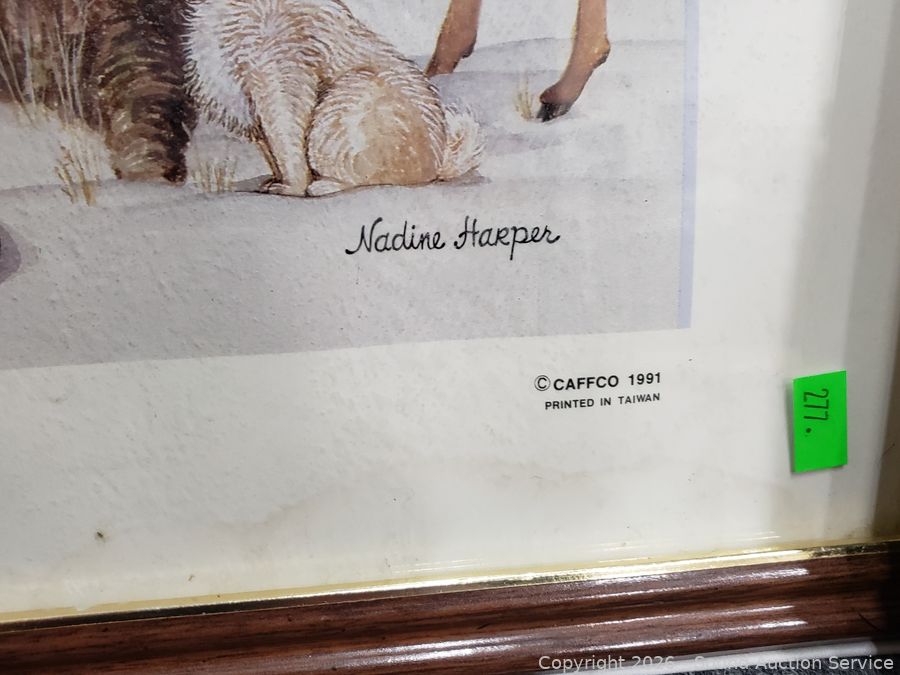 Nadine Harper
© CAFFCO 1991
PRINTED IN TAIWAN
277.
Copyright 2026 Sound Auction Service